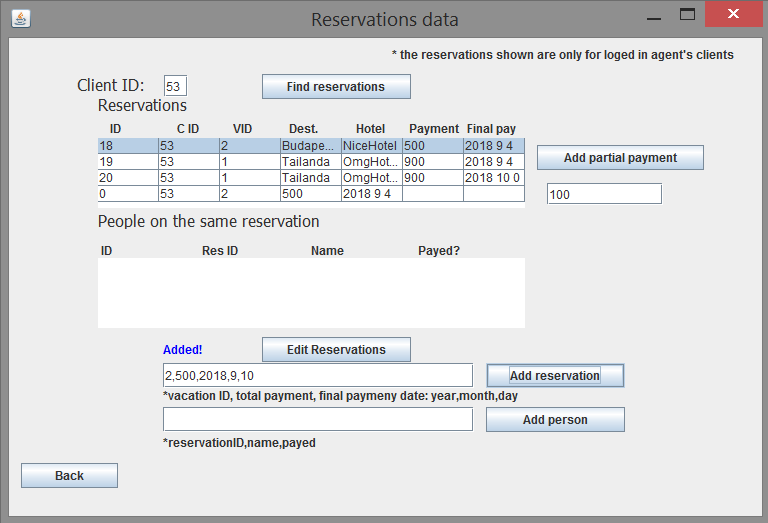 Reservations data
* the reservations shown are only for loged in agent's clients
Client ID: 53 Find reservations
Reservations
ID C ID VID Dest. Hotel Payment Final pay
18 53 2 Budape... NiceHotel 500 2018 9 4
19 53 1 Tailanda OmgHot... 900 2018 9 4
20 53 1 Tailanda OmgHot... 900 2018 10 0
0 53 2 500 2018 9 4
Add partial payment
100
People on the same reservation
ID Res ID Name Payed?
Added! Edit Reservations
2,500,2018,9,10 Add reservation
*vacation ID, total payment, final paymeny date: year,month,day
Add person
*reservationID,name,payed
Back